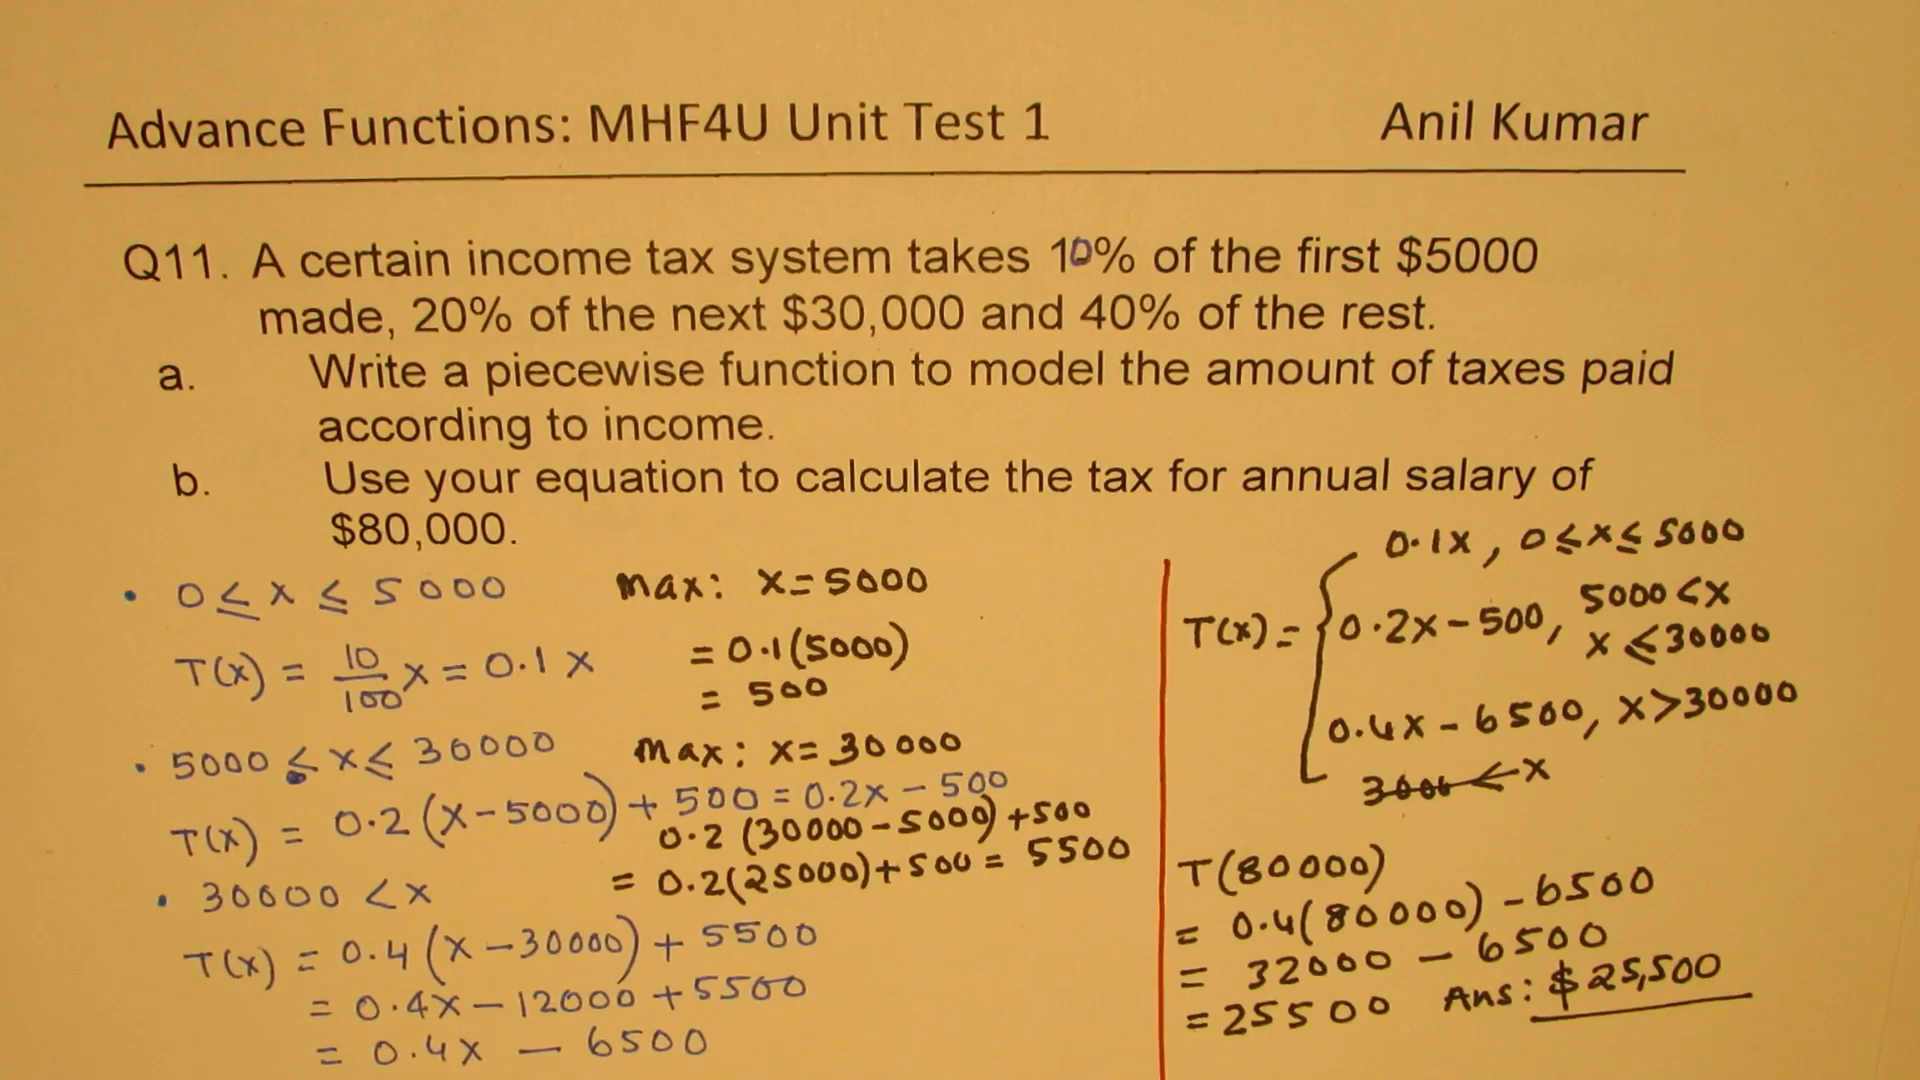 Advance Functions: MHF4U Unit Test 1 Anil Kumar
Q11. A certain income tax system takes 10% of the first $5000
made, 20% of the next $30,000 and 40% of the rest.
a. Write a piecewise function to model the amount of taxes paid
according to income.
b. Use your equation to calculate the tax for annual salary of
$80,000.
• 0 ≤ x ≤ 5000 max: x = 5000
T(x) = 10/100 x = 0.1x = 0.1(5000)
= 500
• 5000 ≤ x ≤ 30000 max: x = 30000
T(x) = 0.2(x-5000) + 500 = 0.2x - 500
0.2(30000-5000) + 500
= 0.2(25000) + 500 = 5500
• 30000 < x
T(x) = 0.4(x-30000) + 5500
= 0.4x - 12000 + 5500
= 0.4x - 6500
0.1x, 0 ≤ x ≤ 5000
T(x) = { 0.2x - 500, 5000 < x
x ≤ 30000
0.4x - 6500, x > 30000
3000 < x
T(80000)
= 0.4(80000) - 6500
= 32000 - 6500
= 25500 Ans: $25,500